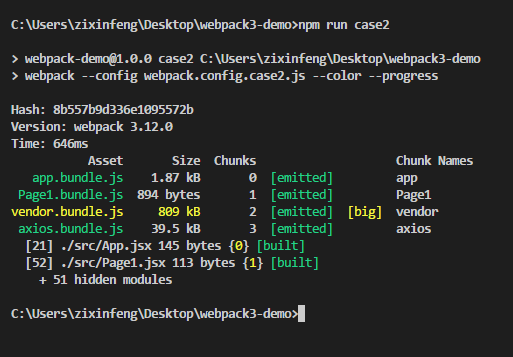 C:\Users\zixinfeng\Desktop\webpack3-demo>npm run case2
> webpack-demo@1.0.0 case2 C:\Users\zixinfeng\Desktop\webpack3-demo
> webpack --config webpack.config.case2.js --color --progress
Hash: 8b557b9d336e1095572b
Version: webpack 3.12.0
Time: 646ms
Asset Size Chunks Chunk Names
app.bundle.js 1.87 kB 0 [emitted] app
Page1.bundle.js 894 bytes 1 [emitted] Page1
vendor.bundle.js 809 kB 2 [emitted] [big] vendor
axios.bundle.js 39.5 kB 3 [emitted] axios
[21] ./src/App.jsx 145 bytes {0} [built]
[52] ./src/Page1.jsx 113 bytes {1} [built]
+ 51 hidden modules
C:\Users\zixinfeng\Desktop\webpack3-demo>